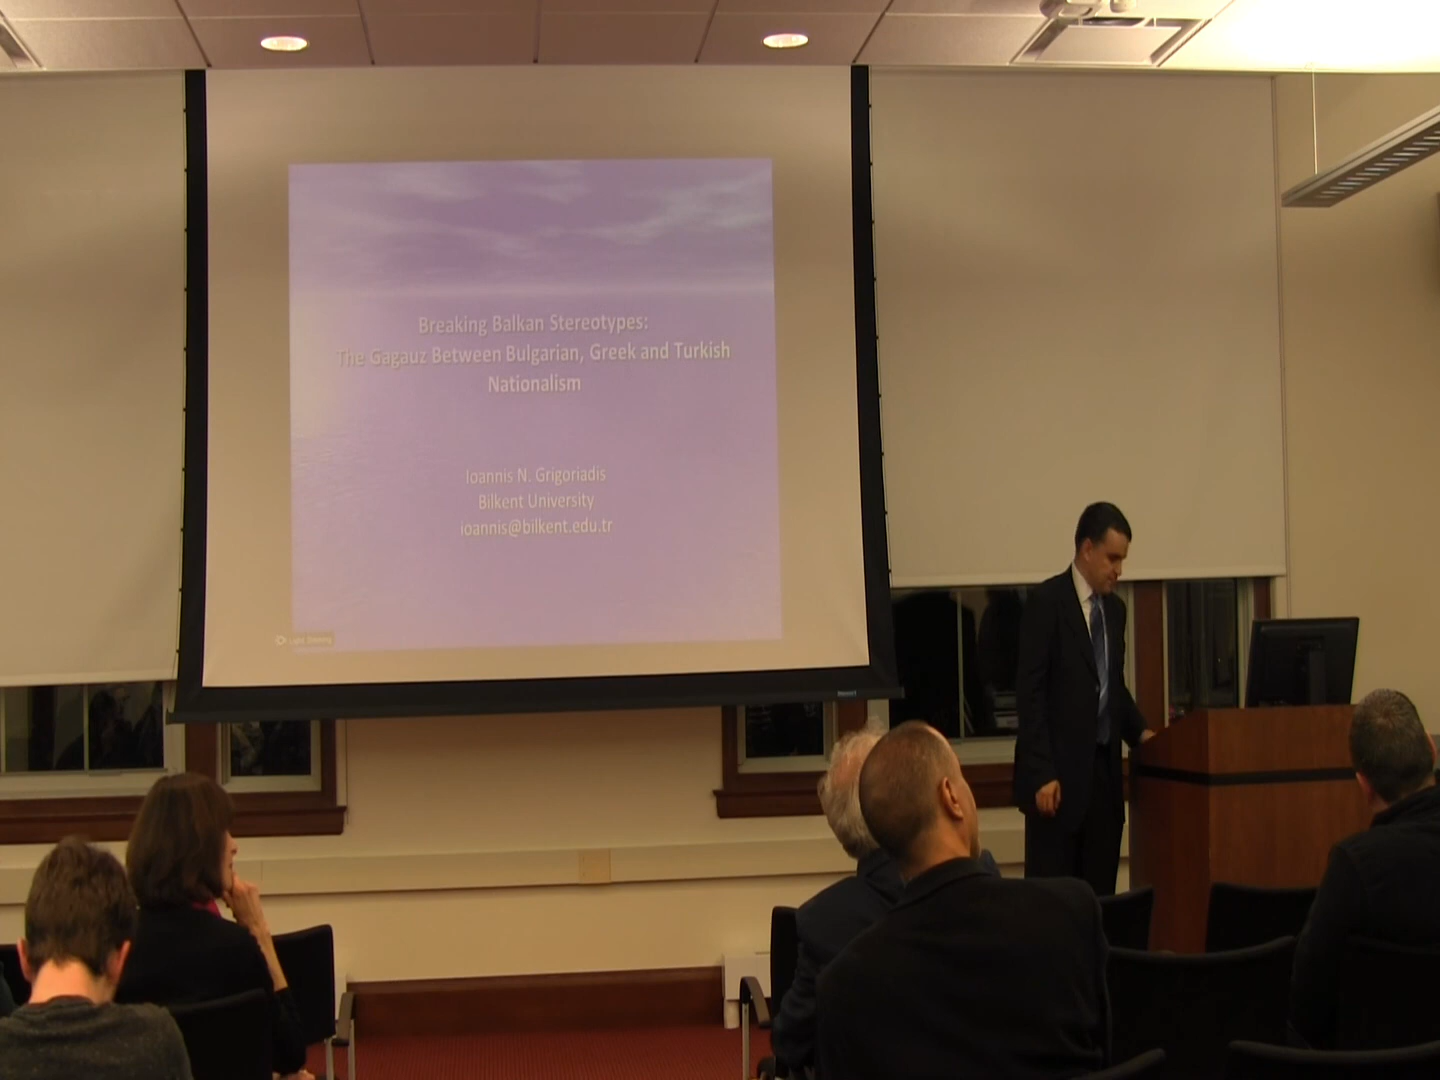 Breaking Balkan Stereotypes:
The Gagauz Between Bulgarian, Greek and Turkish
Nationalism
Ioannis N. Grigoriadis
Bilkent University
ioannis@bilkent.edu.tr